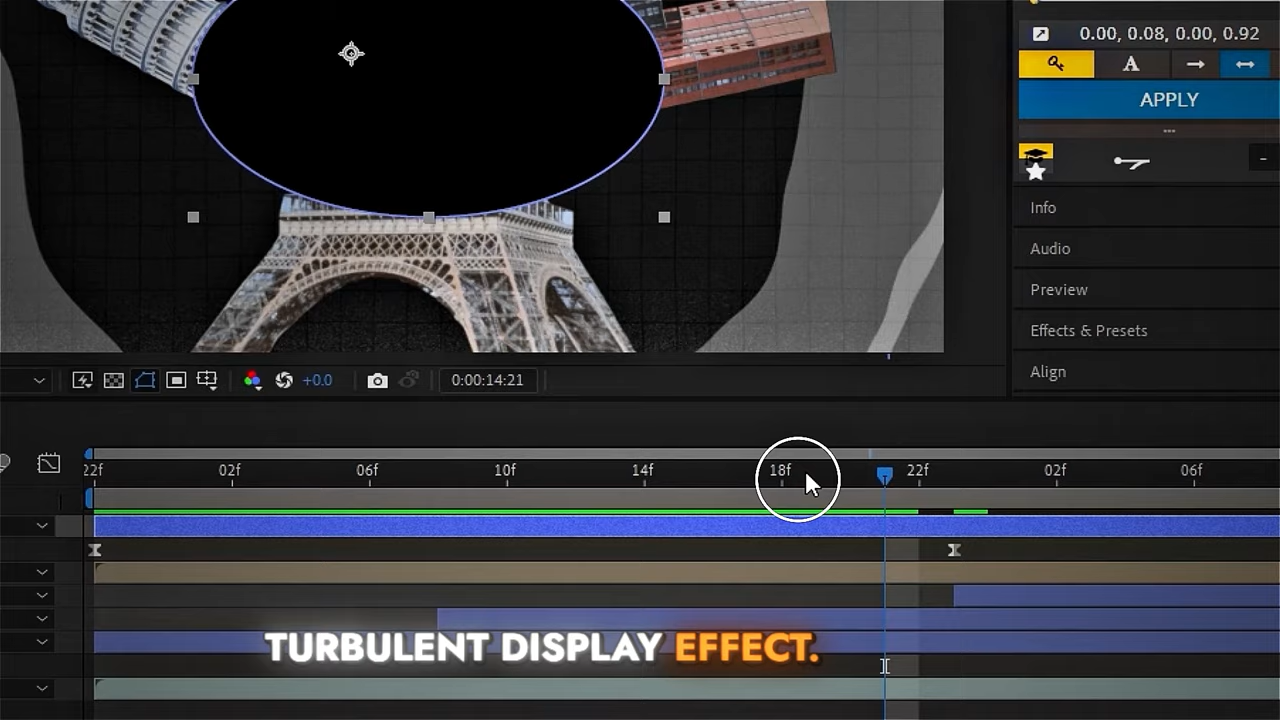 0.00, 0.08, 0.00, 0.92
A
APPLY
Info
Audio
Preview
Effects & Presets
Align
+0.0
0:00:14:21
22f 02f 06f 10f 14f 18f 22f 02f 06f
TURBULENT DISPLAY EFFECT.